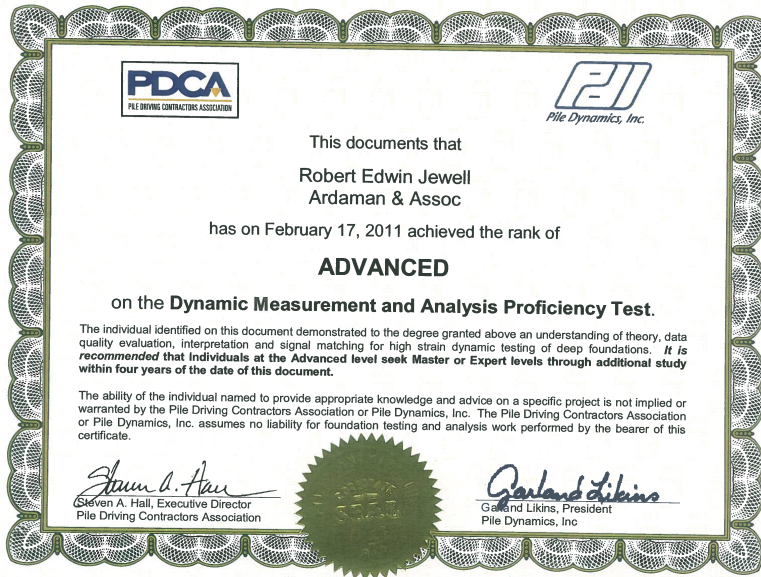 PDCA
PILE DRIVING CONTRACTORS ASSOCIATION
PDI
Pile Dynamics, Inc.
This documents that
Robert Edwin Jewell
Ardaman & Assoc
has on February 17, 2011 achieved the rank of
ADVANCED
on the Dynamic Measurement and Analysis Proficiency Test.
The individual identified on this document demonstrated to the degree granted above an understanding of theory, data
quality evaluation, interpretation and signal matching for high strain dynamic testing of deep foundations. It is
recommended that Individuals at the Advanced level seek Master or Expert levels through additional study
within four years of the date of this document.
The ability of the individual named to provide appropriate knowledge and advice on a specific project is not implied or
warranted by the Pile Driving Contractors Association or Pile Dynamics, Inc. The Pile Driving Contractors Association
or Pile Dynamics, Inc. assumes no liability for foundation testing and analysis work performed by the bearer of this
certificate.
Steven A. Hall
Steven A. Hall, Executive Director
Pile Driving Contractors Association
Garland Likins
Garland Likins, President
Pile Dynamics, Inc